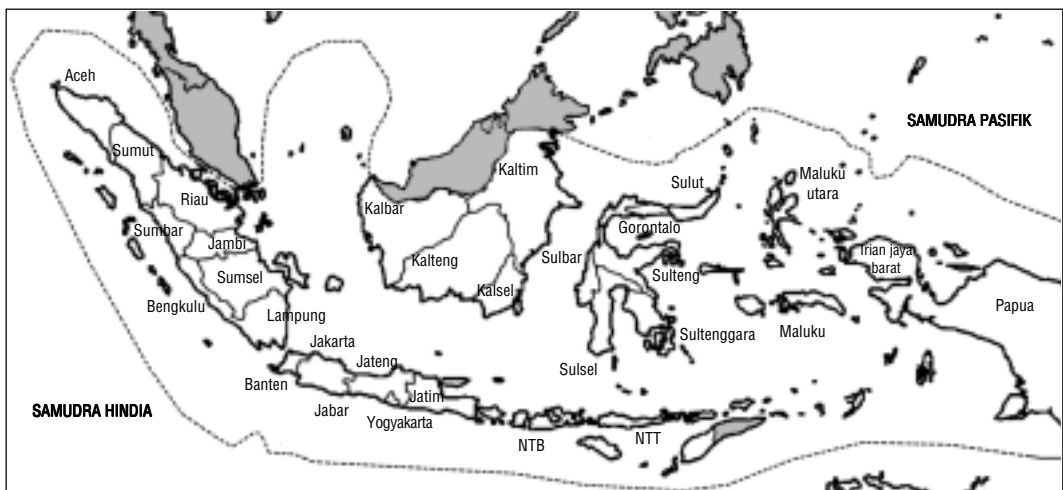 Aceh
SAMUDRA PASIFIK
Sumut
Kaltim
Maluku
utara
Sulut
Riau
Kalbar
Gorontalo
Sumbar
Jambi
Sulbar
Irian jaya
barat
Kalteng
Sulteng
Sumsel
Kalsel
Bengkulu
Papua
Lampung
Sultenggara
Maluku
Jakarta
Jateng
Sulsel
Banten
Jatim
SAMUDRA HINDIA
Jabar
Yogyakarta
NTB
NTT